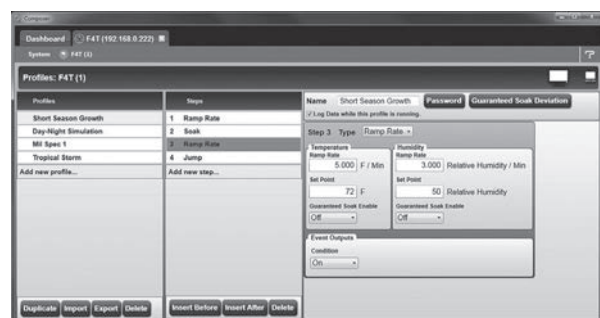 Composer
Dashboard F4T (192.168.0.222)
System F4T (1)
?
Profiles: F4T (1)
Profiles
Short Season Growth
Day-Night Simulation
Mil Spec 1
Tropical Storm
Add new profile...
Steps
1 Ramp Rate
2 Soak
3 Ramp Rate
4 Jump
Add new step...
Name Short Season Growth Password Guaranteed Soak Deviation
Log Data while this profile is running.
Step 3 Type Ramp Rate
Temperature
Ramp Rate
5.000 F / Min
Set Point
72 F
Guaranteed Soak Enable
Off
Humidity
Ramp Rate
3.000 Relative Humidity / Min
Set Point
50 Relative Humidity
Guaranteed Soak Enable
Off
Event Outputs
Condition
On
Duplicate Import Export Delete
Insert Before Insert After Delete